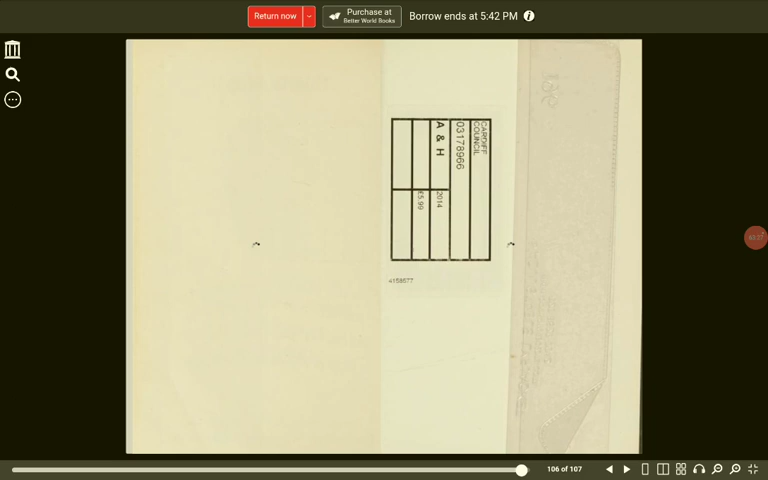 Return now
Purchase at
Better World Books
Borrow ends at 5:42 PM
CARDIFF
COUNCIL
03178966
A & H
2014
£5.99
4158677
106 of 107